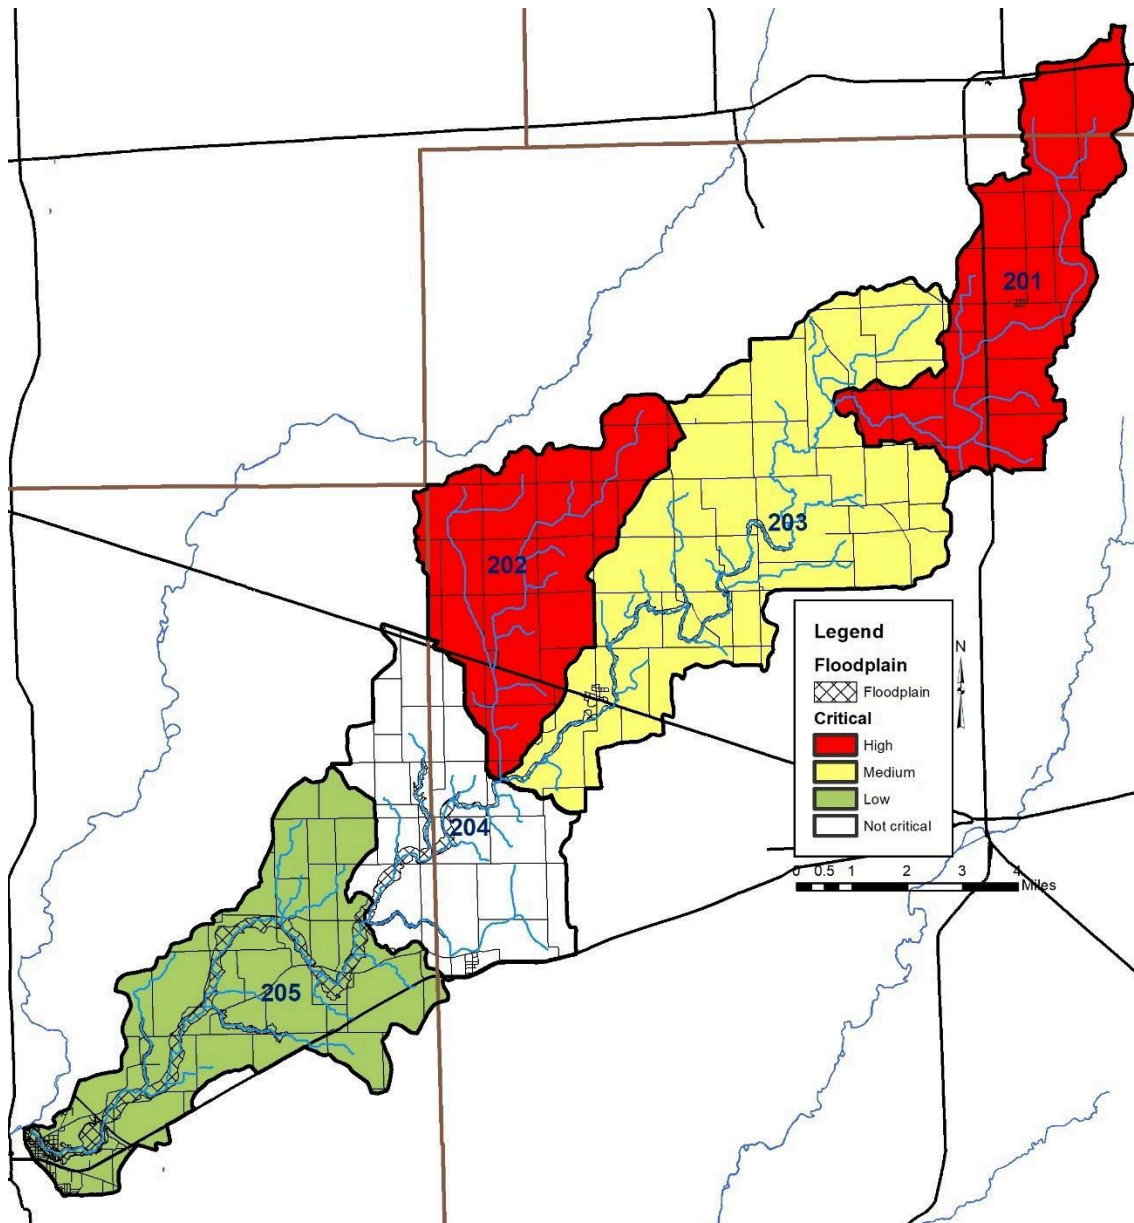 201
203
202
Legend
Floodplain
Floodplain
Critical
High
Medium
Low
Not critical
N
204
0 0.5 1 2 3 4
Miles
205